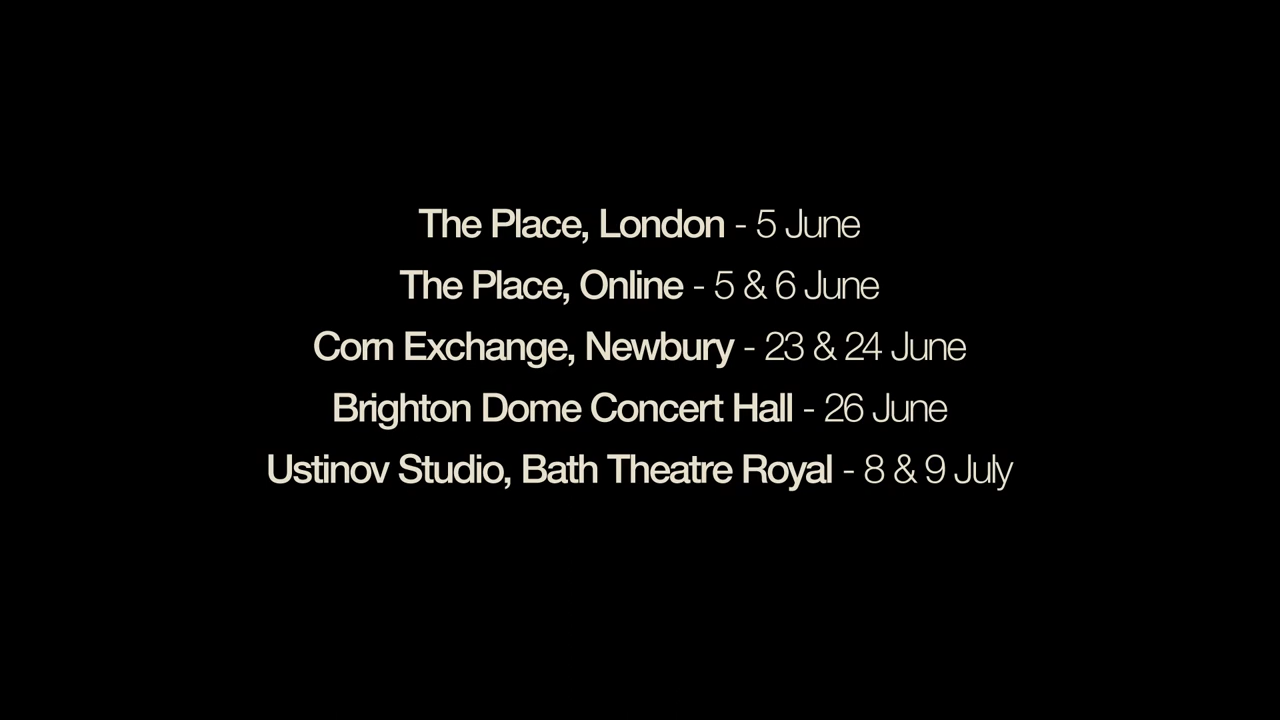 The Place, London - 5 June
The Place, Online - 5 & 6 June
Corn Exchange, Newbury - 23 & 24 June
Brighton Dome Concert Hall - 26 June
Ustinov Studio, Bath Theatre Royal - 8 & 9 July